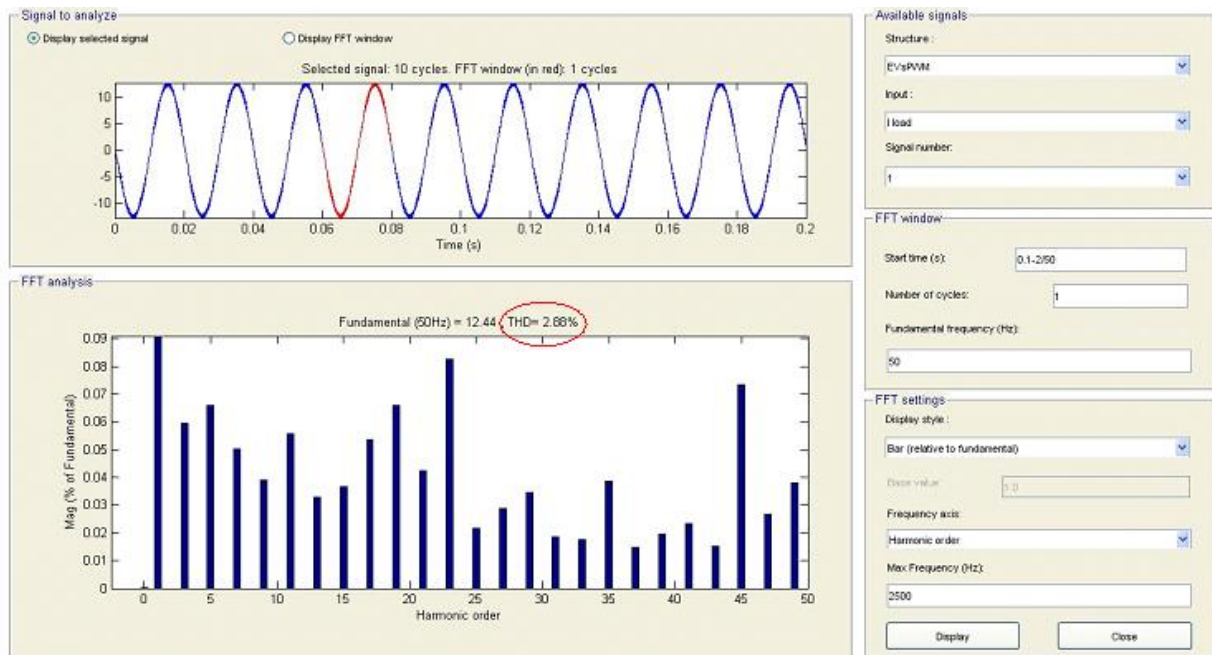 Signal to analyze
Display selected signal
Display FFT window
Selected signal: 10 cycles. FFT window (in red): 1 cycles
10
5
0
-5
-10
0
0.02
0.04
0.06
0.08
0.1
0.12
0.14
0.16
0.18
0.2
Time (s)
FFT analysis
Fundamental (50Hz) = 12.44 , THD= 2.88%
0.09
0.08
0.07
0.06
0.05
0.04
0.03
0.02
0.01
0
Mag (% of Fundamental)
0
5
10
15
20
25
30
35
40
45
50
Harmonic order
Available signals
Structure :
EVsPWM
Input :
I load
Signal number:
1
FFT window
Start time (s):
0.1-2/50
Number of cycles:
1
Fundamental frequency (Hz):
50
FFT settings
Display style :
Bar (relative to fundamental)
Base value:
1.0
Frequency axis:
Harmonic order
Max Frequency (Hz):
2500
Display
Close